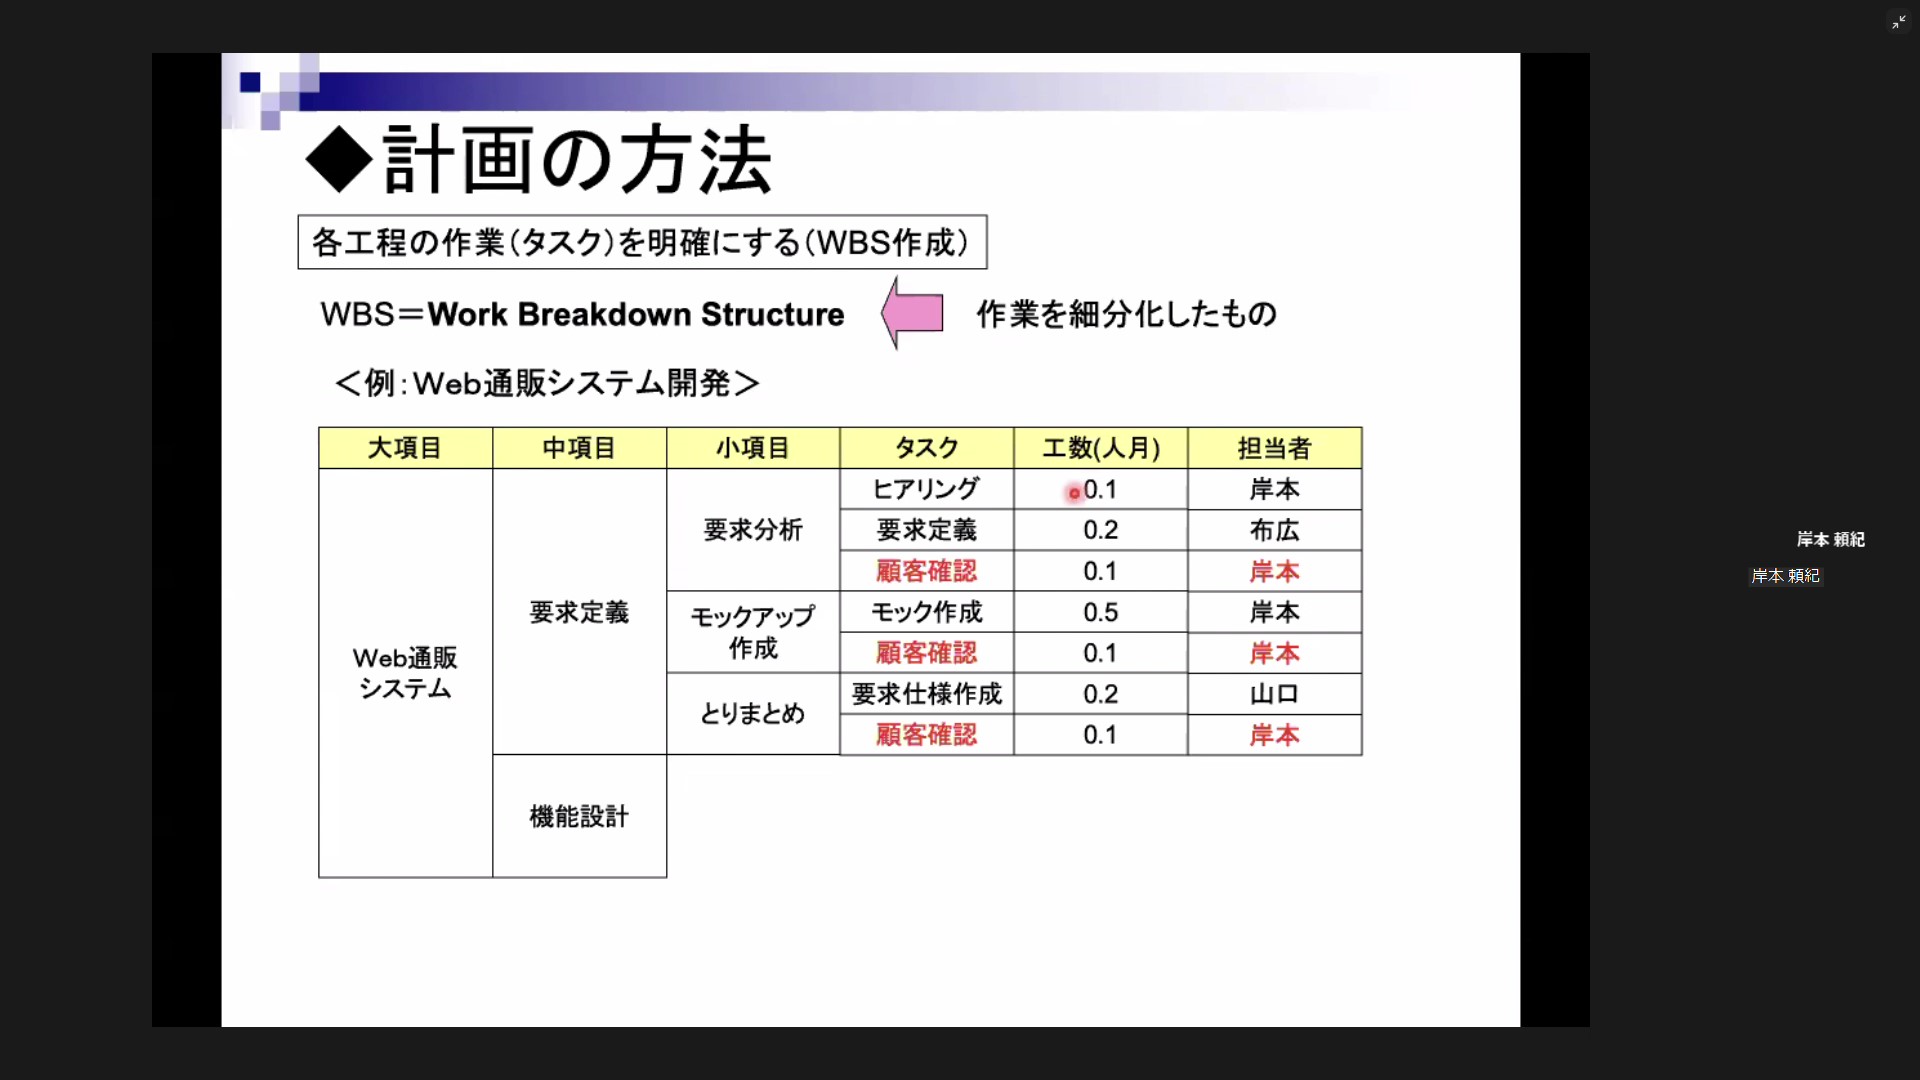 ◆計画の方法
各工程の作業(タスク)を明確にする(WBS作成)
WBS=Work Breakdown Structure
作業を細分化したもの
<例:Web通販システム開発>
大項目 中項目 小項目 タスク 工数(人月) 担当者
Web通販
システム
要求定義
要求分析
ヒアリング 0.1 岸本
要求定義 0.2 布広
顧客確認 0.1 岸本
モックアップ
作成
モック作成 0.5 岸本
顧客確認 0.1 岸本
とりまとめ
要求仕様作成 0.2 山口
顧客確認 0.1 岸本
機能設計
岸本 頼紀
岸本 頼紀